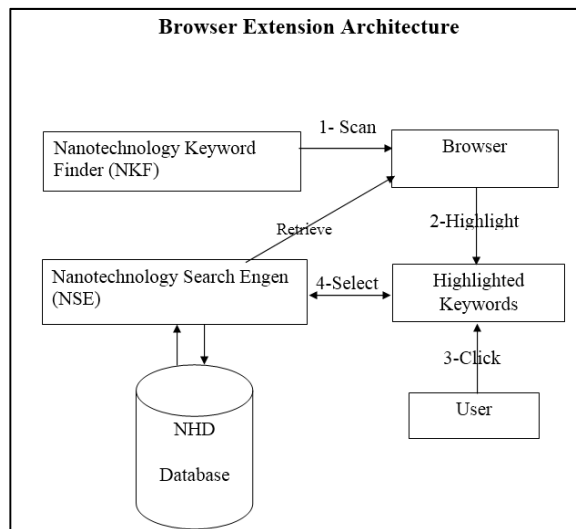 Browser Extension Architecture
1- Scan
Nanotechnology Keyword
Finder (NKF)
Browser
Retrieve
2-Highlight
Nanotechnology Search Engen
(NSE)
4-Select
Highlighted
Keywords
3-Click
User
NHD
Database